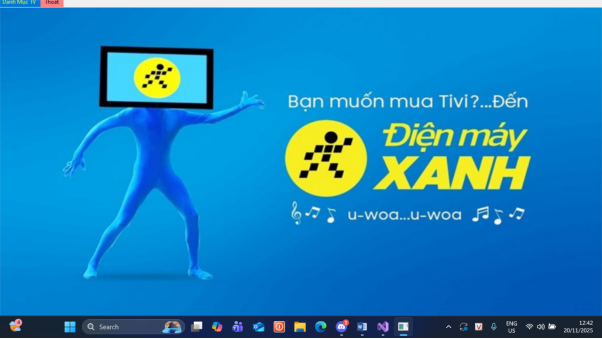 Danh Mục TV Thoát
Bạn muốn mua Tivi?...Đến
Điện máy
XANH
u-woa...u-woa
Search
ENG
US
12:42
20/11/2025